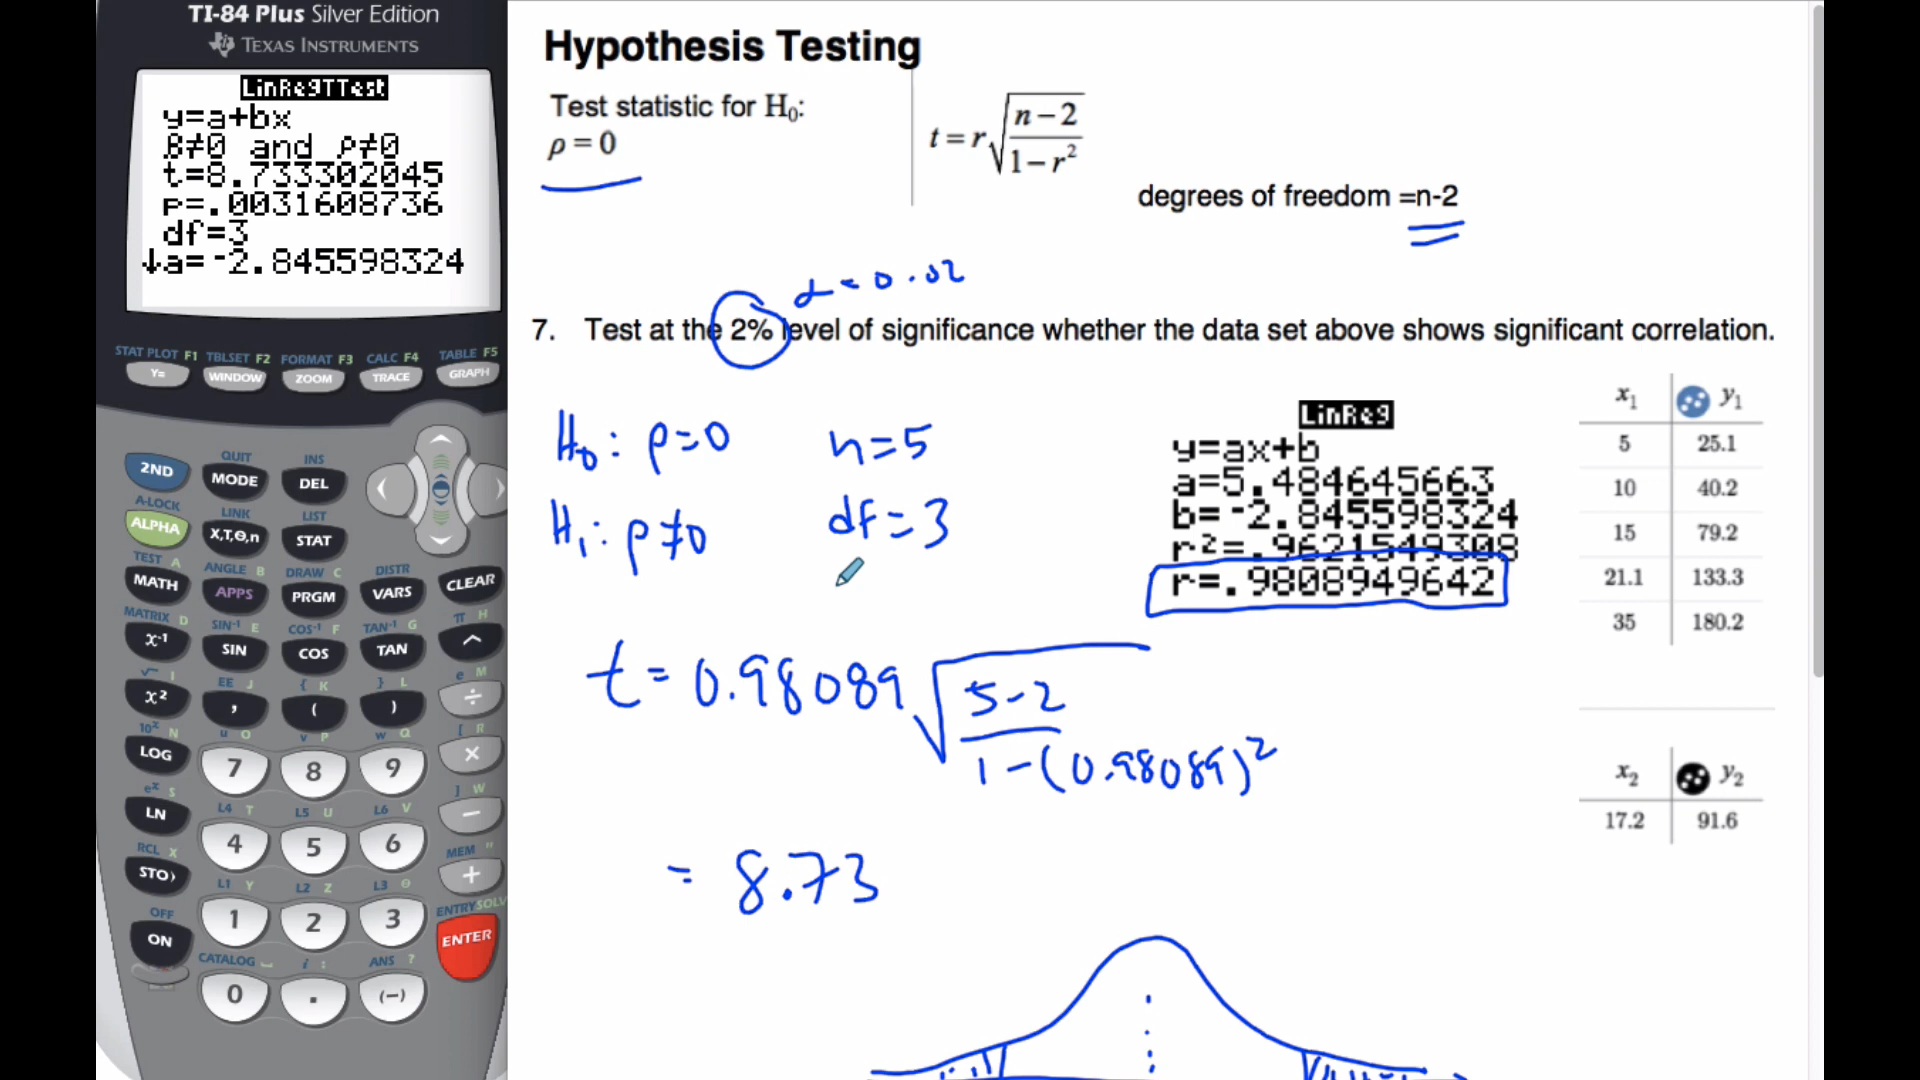 TI-84 Plus Silver Edition
TEXAS INSTRUMENTS
LinRegTTest
y=a+bx
β≠0 and ρ≠0
t=8.733302045
p=.0031608736
df=3
↓a=-2.845598324
STAT PLOT F1 TBLSET F2 FORMAT F3 CALC F4 TABLE F5
Y= WINDOW ZOOM TRACE GRAPH
QUIT INS
2ND MODE DEL
A-LOCK LINK LIST
ALPHA X,T,Θ,n STAT
TEST A ANGLE B DRAW C DISTR
MATH APPS PRGM VARS CLEAR
MATRIX D SIN⁻¹ E COS⁻¹ F TAN⁻¹ G π H
x⁻¹ SIN COS TAN ^
√ I EE J { K } L e M
x² , ( ) ÷
10ˣ N u O v P w Q [ R
LOG 7 8 9 ×
eˣ S L4 T L5 U L6 V ] W
LN 4 5 6 −
RCL X L1 Y L2 Z L3 Θ MEM "
STO› 1 2 3 +
OFF CATALOG ⎵ i : ANS ? ENTRY SOLV
ON 0 . (−) ENTER
Hypothesis Testing
Test statistic for H₀:
ρ = 0
t = r√((n − 2)/(1 − r²))
degrees of freedom =n-2
α = 0.02
7. Test at the 2% level of significance whether the data set above shows significant correlation.
H₀: ρ=0 n=5
H₁: ρ≠0 df=3
LinReg
y=ax+b
a=5.484645663
b=-2.845598324
r²=.9621549308
r=.9808949642
x₁ y₁
5 25.1
10 40.2
15 79.2
21.1 133.3
35 180.2
t= 0.98089√((5-2)/(1-(0.98089)²))
= 8.73
x₂ y₂
17.2 91.6